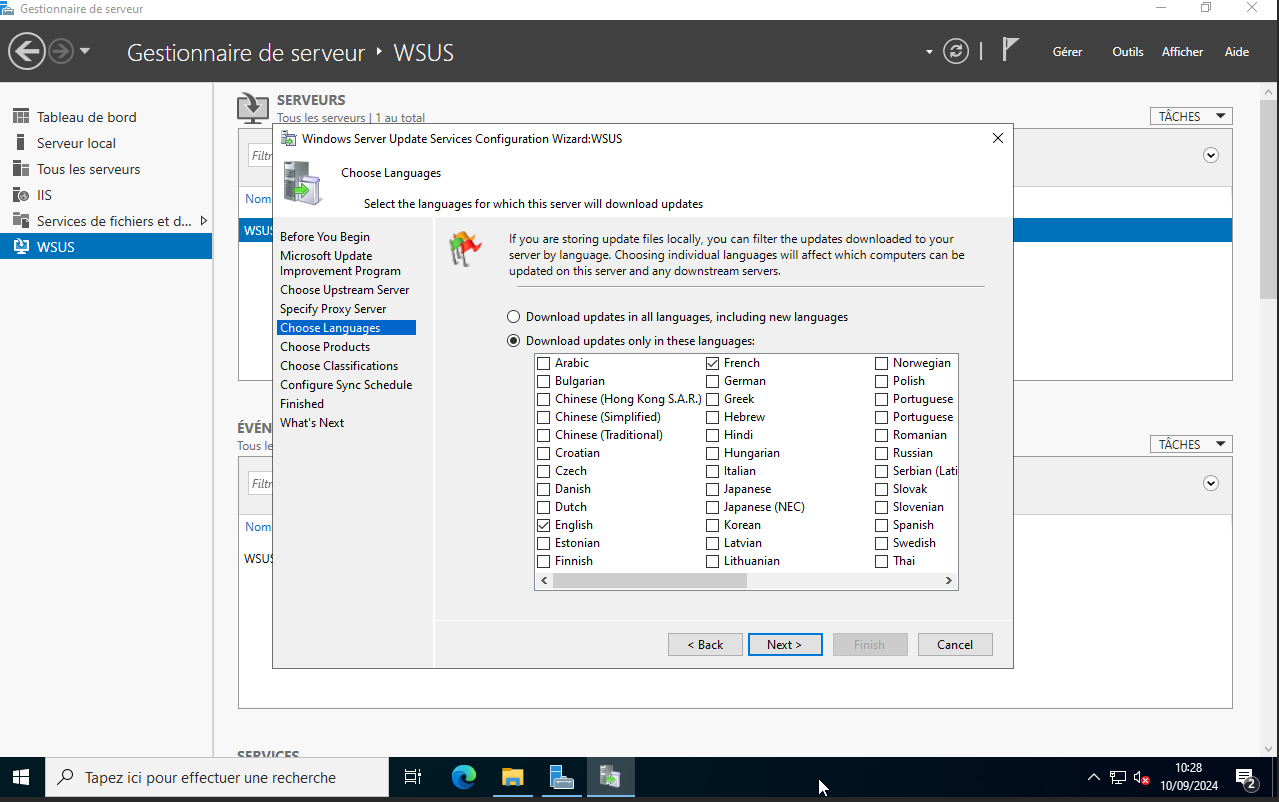 Gestionnaire de serveur
Gestionnaire de serveur ‣ WSUS
Gérer Outils Afficher Aide
Tableau de bord
Serveur local
Tous les serveurs
IIS
Services de fichiers et d...
WSUS
SERVEURS
Tous les serveurs | 1 au total
TÂCHES
Filtr
Nom
WSUS
ÉVÉN
Tous le
TÂCHES
Filtr
Nom
WSUS
SERVICES
Windows Server Update Services Configuration Wizard:WSUS
Choose Languages
Select the languages for which this server will download updates
Before You Begin
Microsoft Update
Improvement Program
Choose Upstream Server
Specify Proxy Server
Choose Languages
Choose Products
Choose Classifications
Configure Sync Schedule
Finished
What's Next
If you are storing update files locally, you can filter the updates downloaded to your
server by language. Choosing individual languages will affect which computers can be
updated on this server and any downstream servers.
Download updates in all languages, including new languages
Download updates only in these languages:
Arabic French Norwegian
Bulgarian German Polish
Chinese (Hong Kong S.A.R.) Greek Portuguese
Chinese (Simplified) Hebrew Portuguese
Chinese (Traditional) Hindi Romanian
Croatian Hungarian Russian
Czech Italian Serbian (Lati
Danish Japanese Slovak
Dutch Japanese (NEC) Slovenian
English Korean Spanish
Estonian Latvian Swedish
Finnish Lithuanian Thai
< Back Next > Finish Cancel
Tapez ici pour effectuer une recherche
10:28
10/09/2024
2